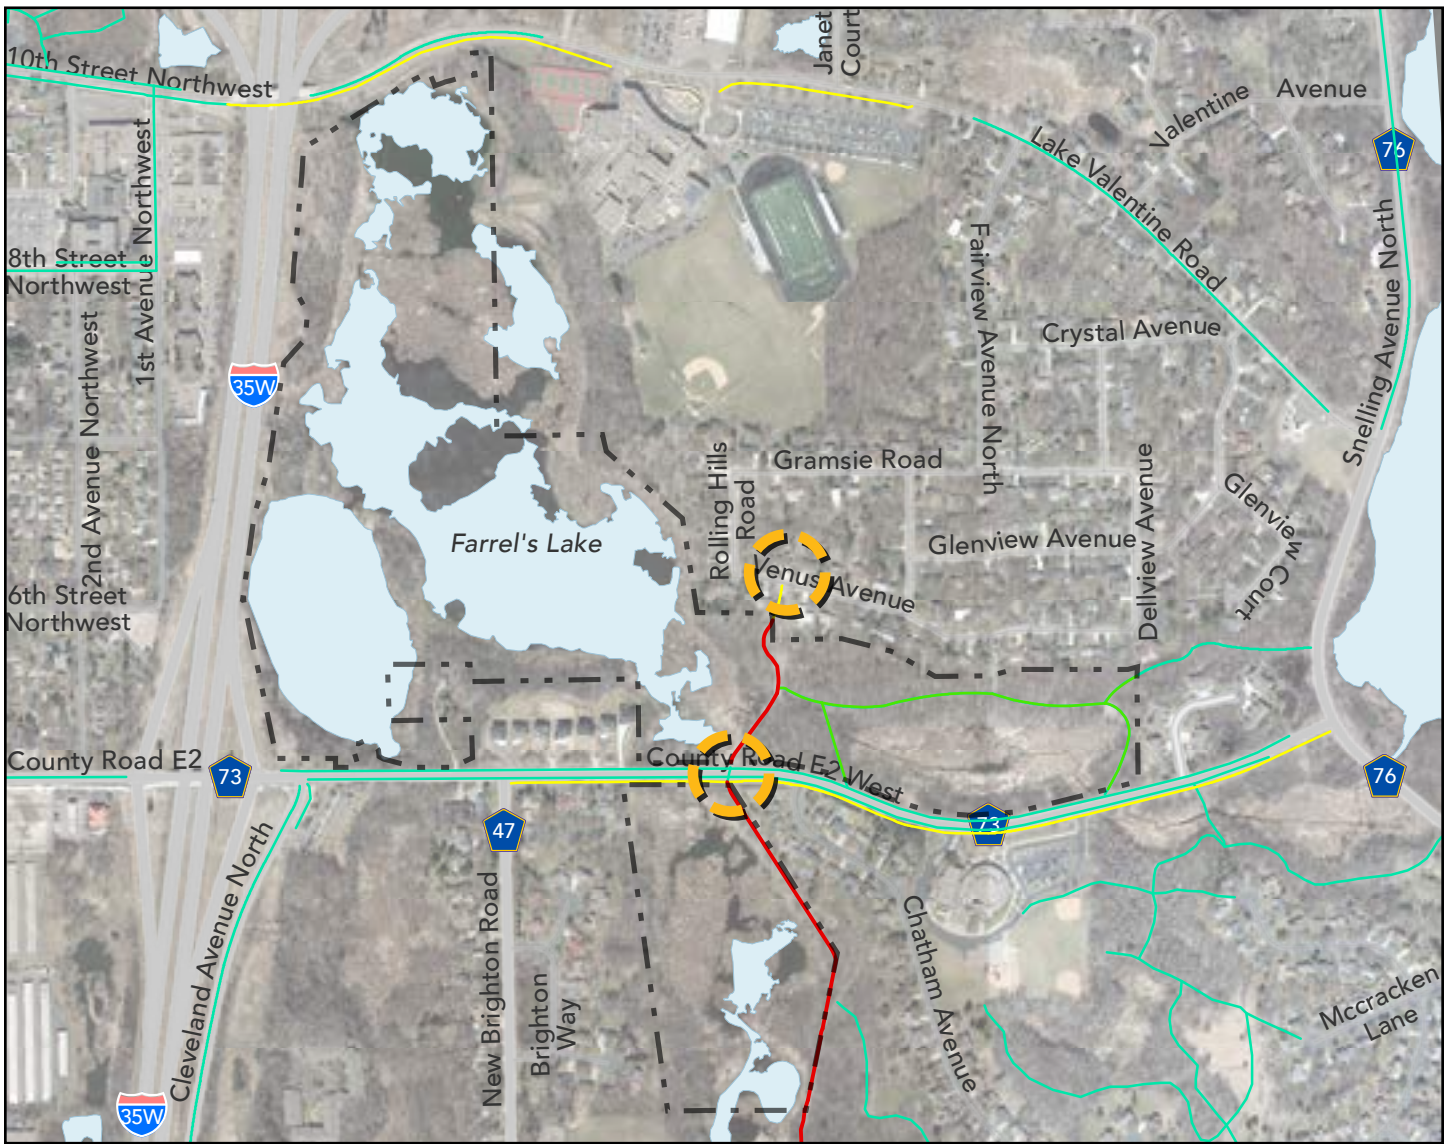 10th Street Northwest
Janet
Court
Valentine Avenue
76
Lake Valentine Road
1st Avenue Northwest
8th Street
Northwest
Fairview Avenue North
Snelling Avenue North
Crystal Avenue
2nd Avenue Northwest
35W
Gramsie Road
Rolling Hills
Road
Dellview Avenue
Glenview Court
Farrel's Lake
Glenview Avenue
Venus Avenue
6th Street
Northwest
County Road E2
73
County Road E2 West
76
47
73
Cleveland Avenue North
New Brighton Road
Brighton
Way
Chatham Avenue
Mccracken
Lane
35W